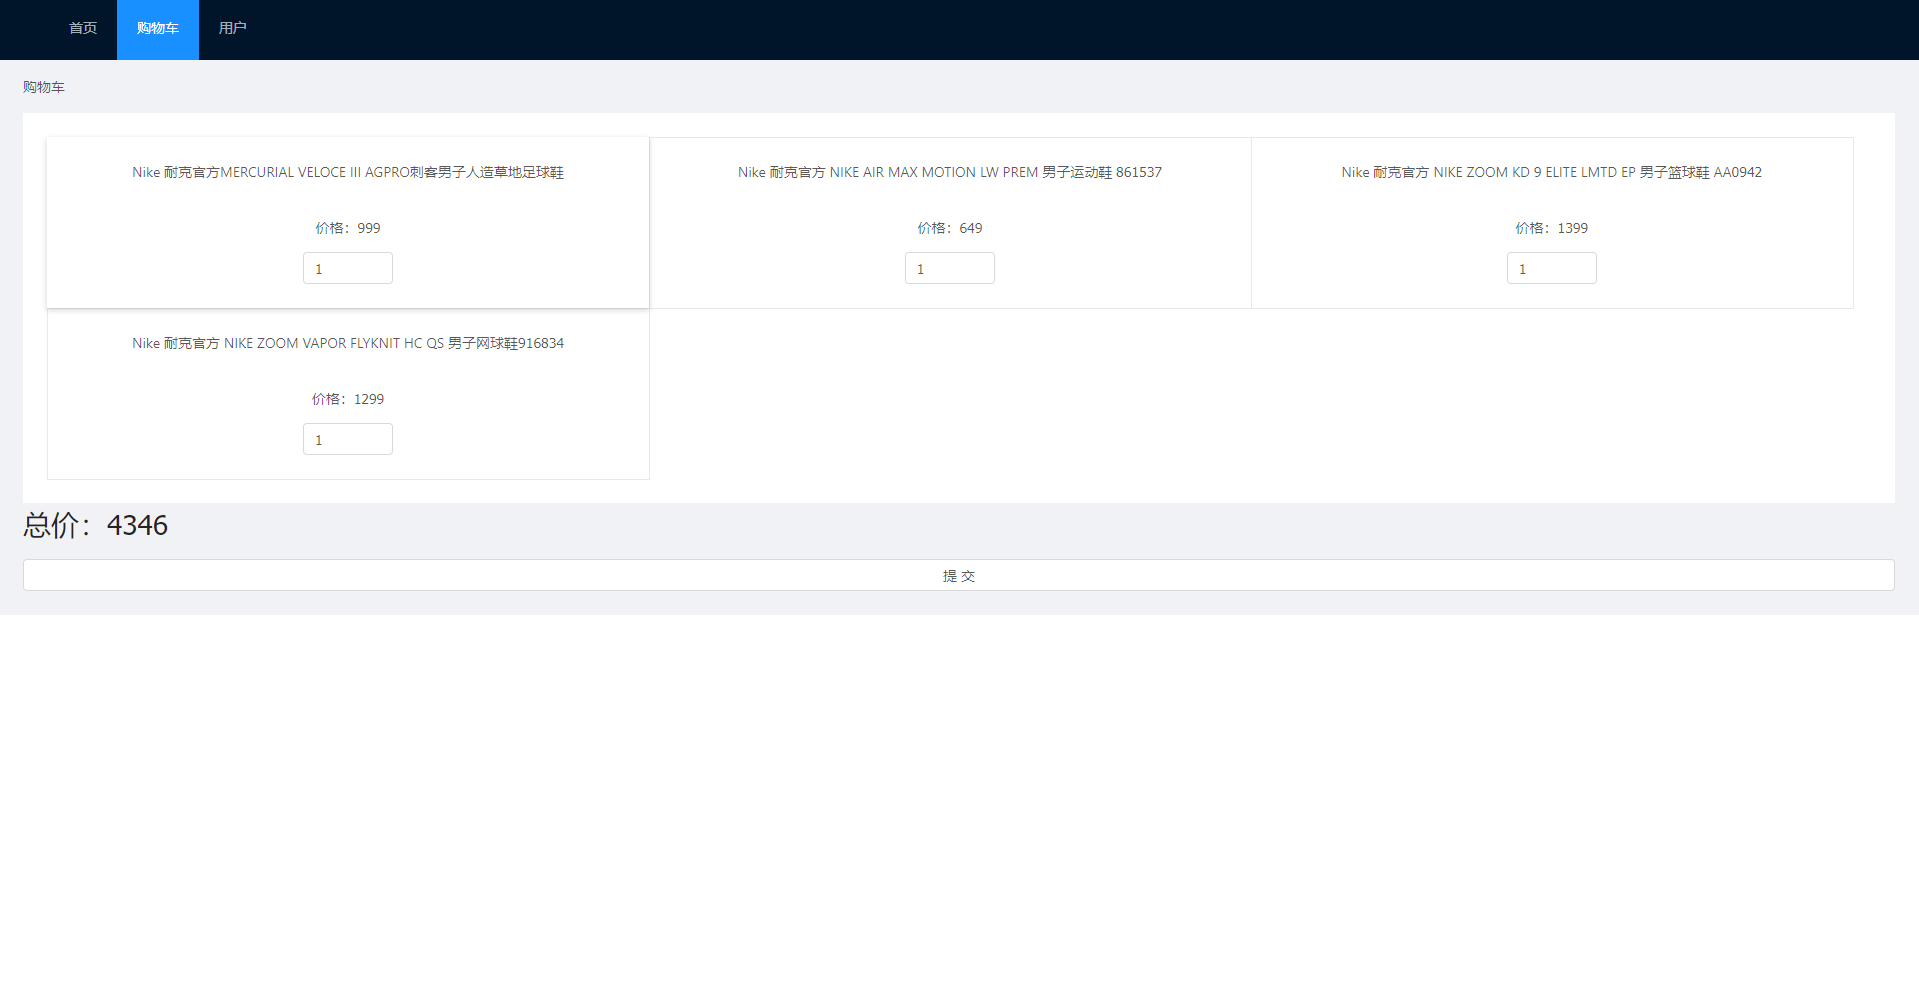 首页 购物车 用户
购物车
Nike 耐克官方MERCURIAL VELOCE III AGPRO刺客男子人造草地足球鞋
价格：999
1
Nike 耐克官方 NIKE AIR MAX MOTION LW PREM 男子运动鞋 861537
价格：649
1
Nike 耐克官方 NIKE ZOOM KD 9 ELITE LMTD EP 男子篮球鞋 AA0942
价格：1399
1
Nike 耐克官方 NIKE ZOOM VAPOR FLYKNIT HC QS 男子网球鞋916834
价格：1299
1
总价：4346
提 交